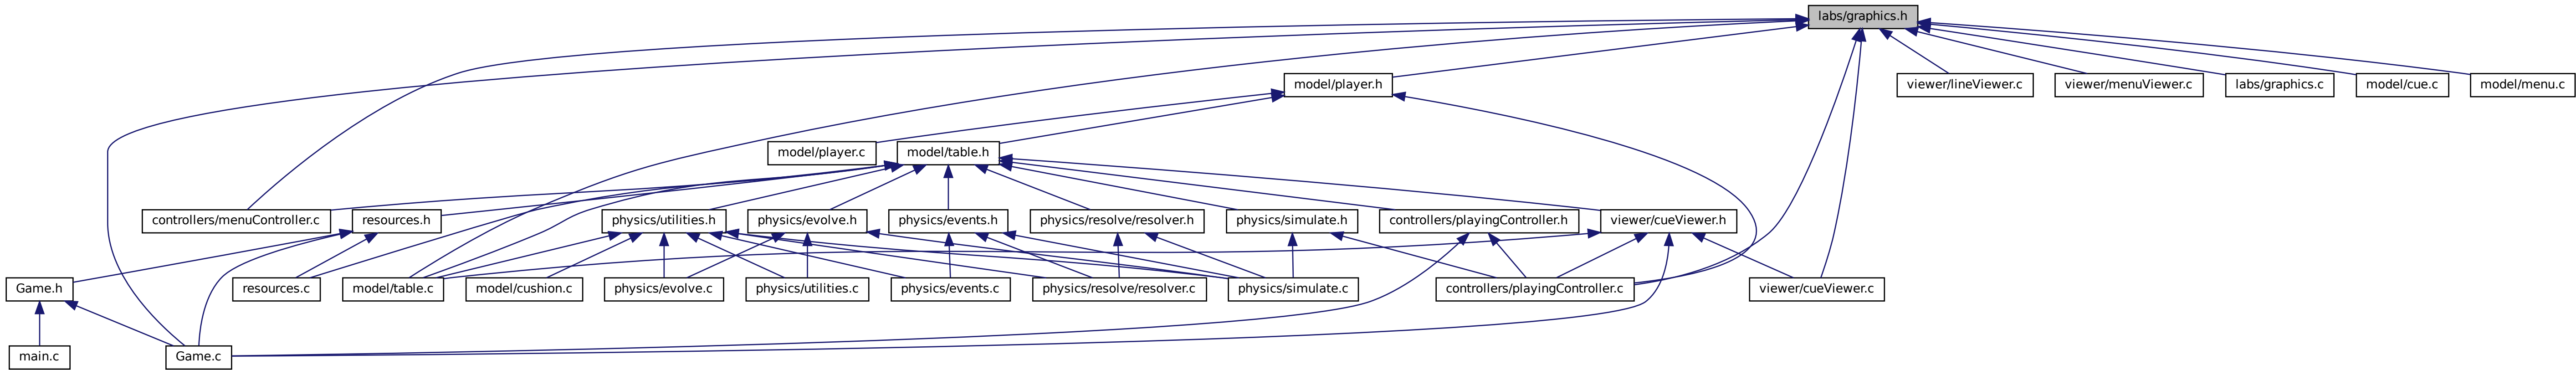 labs/graphics.h
model/player.h
viewer/lineViewer.c
viewer/menuViewer.c
labs/graphics.c
model/cue.c
model/menu.c
model/player.c
model/table.h
controllers/menuController.c
resources.h
physics/utilities.h
physics/evolve.h
physics/events.h
physics/resolve/resolver.h
physics/simulate.h
controllers/playingController.h
viewer/cueViewer.h
Game.h
resources.c
model/table.c
model/cushion.c
physics/evolve.c
physics/utilities.c
physics/events.c
physics/resolve/resolver.c
physics/simulate.c
controllers/playingController.c
viewer/cueViewer.c
main.c
Game.c